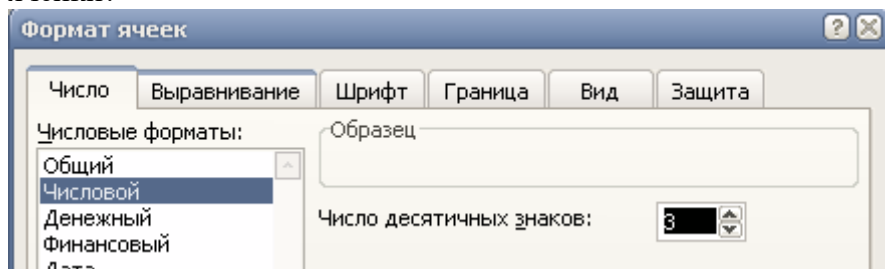 Формат ячеек
Число Выравнивание Шрифт Граница Вид Защита
Числовые форматы:
Образец
Общий
Числовой
Денежный
Число десятичных знаков: 3
Финансовый